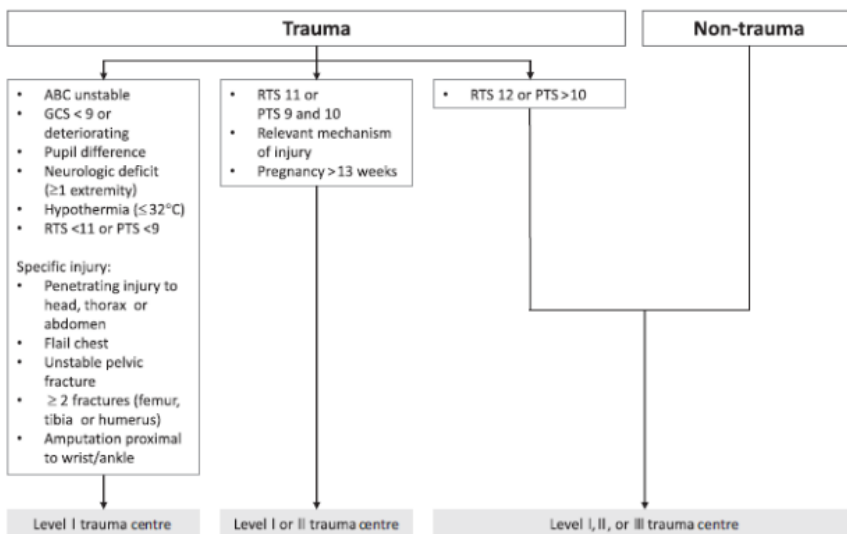 Trauma
Non-trauma
• ABC unstable
• GCS < 9 or
deteriorating
• Pupil difference
• Neurologic deficit
(≥1 extremity)
• Hypothermia (≤32°C)
• RTS <11 or PTS <9
Specific injury:
• Penetrating injury to
head, thorax or
abdomen
• Flail chest
• Unstable pelvic
fracture
• ≥ 2 fractures (femur,
tibia or humerus)
• Amputation proximal
to wrist/ankle
• RTS 11 or
PTS 9 and 10
• Relevant mechanism
of injury
• Pregnancy >13 weeks
• RTS 12 or PTS >10
Level I trauma centre
Level I or II trauma centre
Level I, II, or III trauma centre